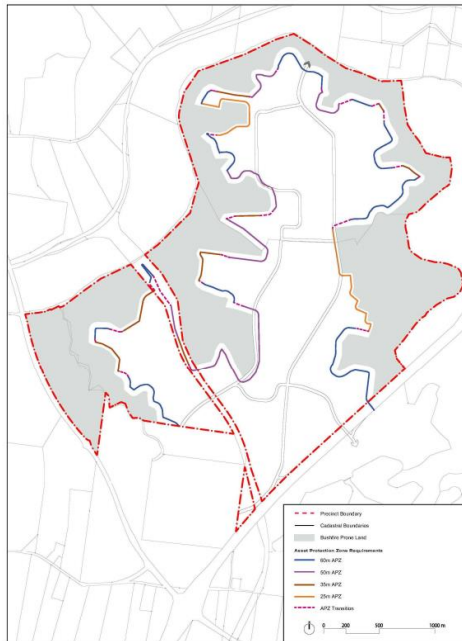 Precinct Boundary
Cadastral Boundaries
Bushfire Prone Land
Asset Protection Zone Requirements
60m APZ
50m APZ
35m APZ
25m APZ
APZ Transition
0 200 500 1000 m